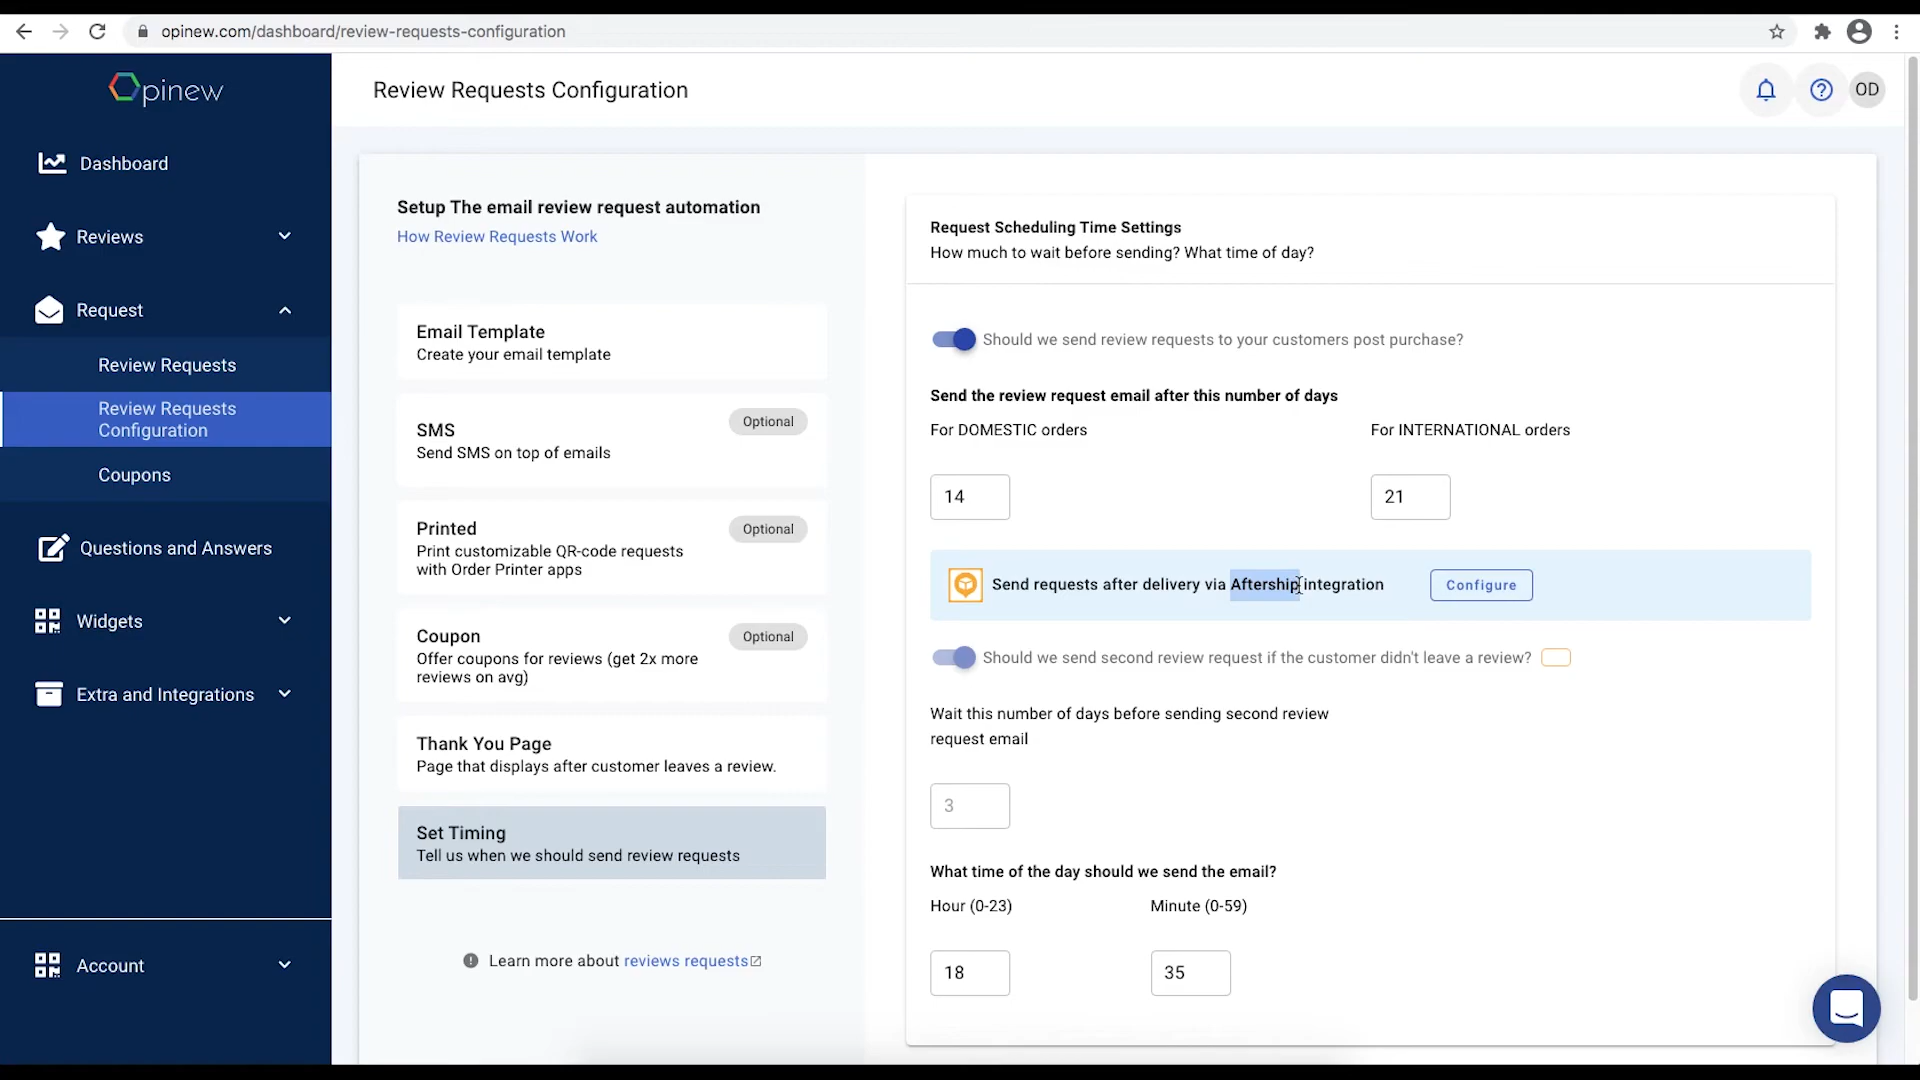 opinew.com/dashboard/review-requests-configuration
pinew
Review Requests Configuration
OD
Dashboard
Reviews
Request
Review Requests
Review Requests
Configuration
Coupons
Questions and Answers
Widgets
Extra and Integrations
Account
Setup The email review request automation
How Review Requests Work
Email Template
Create your email template
SMS
Optional
Send SMS on top of emails
Printed
Optional
Print customizable QR-code requests
with Order Printer apps
Coupon
Optional
Offer coupons for reviews (get 2x more
reviews on avg)
Thank You Page
Page that displays after customer leaves a review.
Set Timing
Tell us when we should send review requests
Learn more about reviews requests
Request Scheduling Time Settings
How much to wait before sending? What time of day?
Should we send review requests to your customers post purchase?
Send the review request email after this number of days
For DOMESTIC orders
For INTERNATIONAL orders
14
21
Send requests after delivery via Aftership integration
Configure
Should we send second review request if the customer didn't leave a review?
Wait this number of days before sending second review
request email
3
What time of the day should we send the email?
Hour (0-23)
Minute (0-59)
18
35